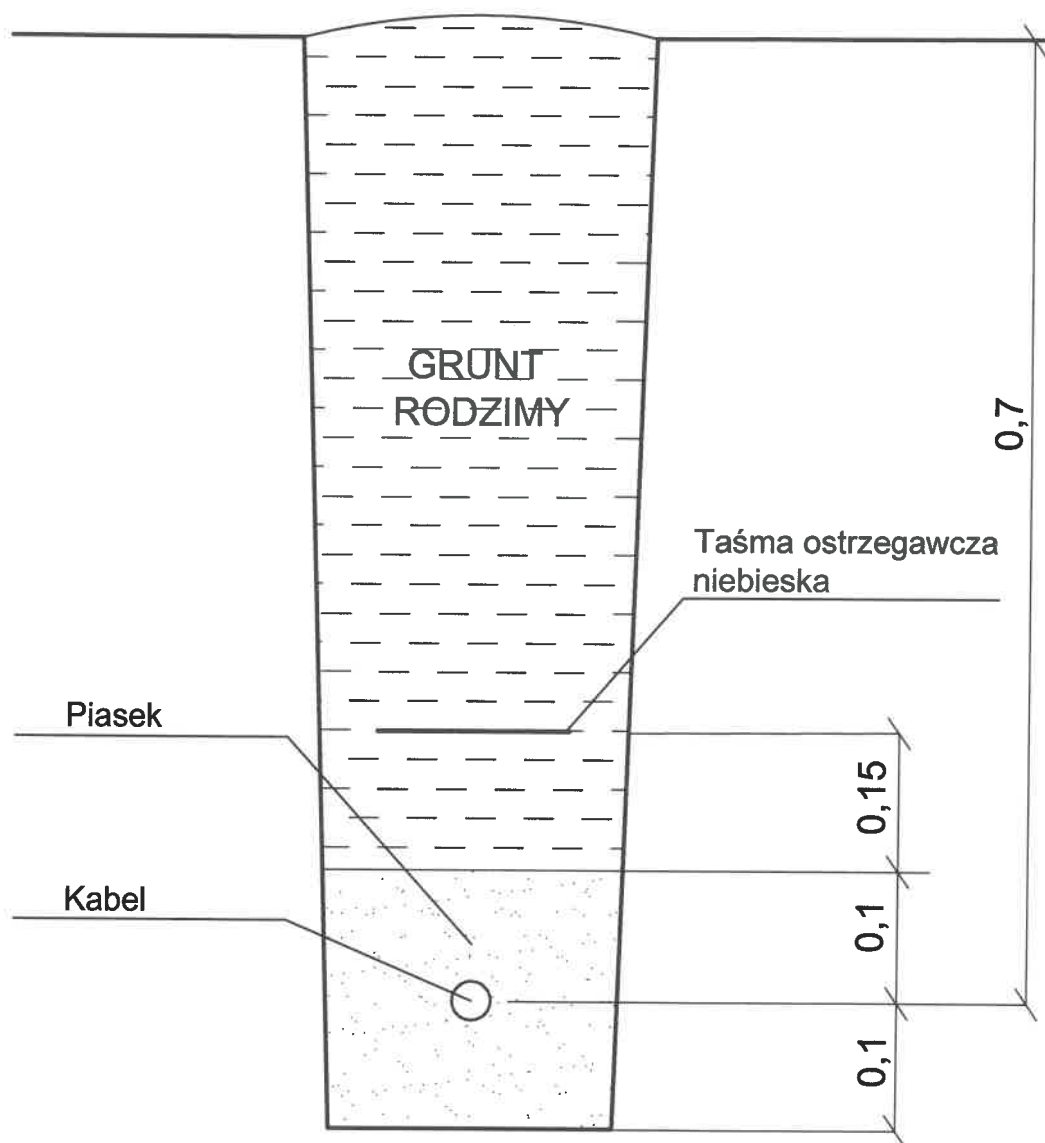 GRUNT
RODZIMY
0,7
Taśma ostrzegawcza
niebieska
Piasek
0,15
Kabel
0,1
0,1